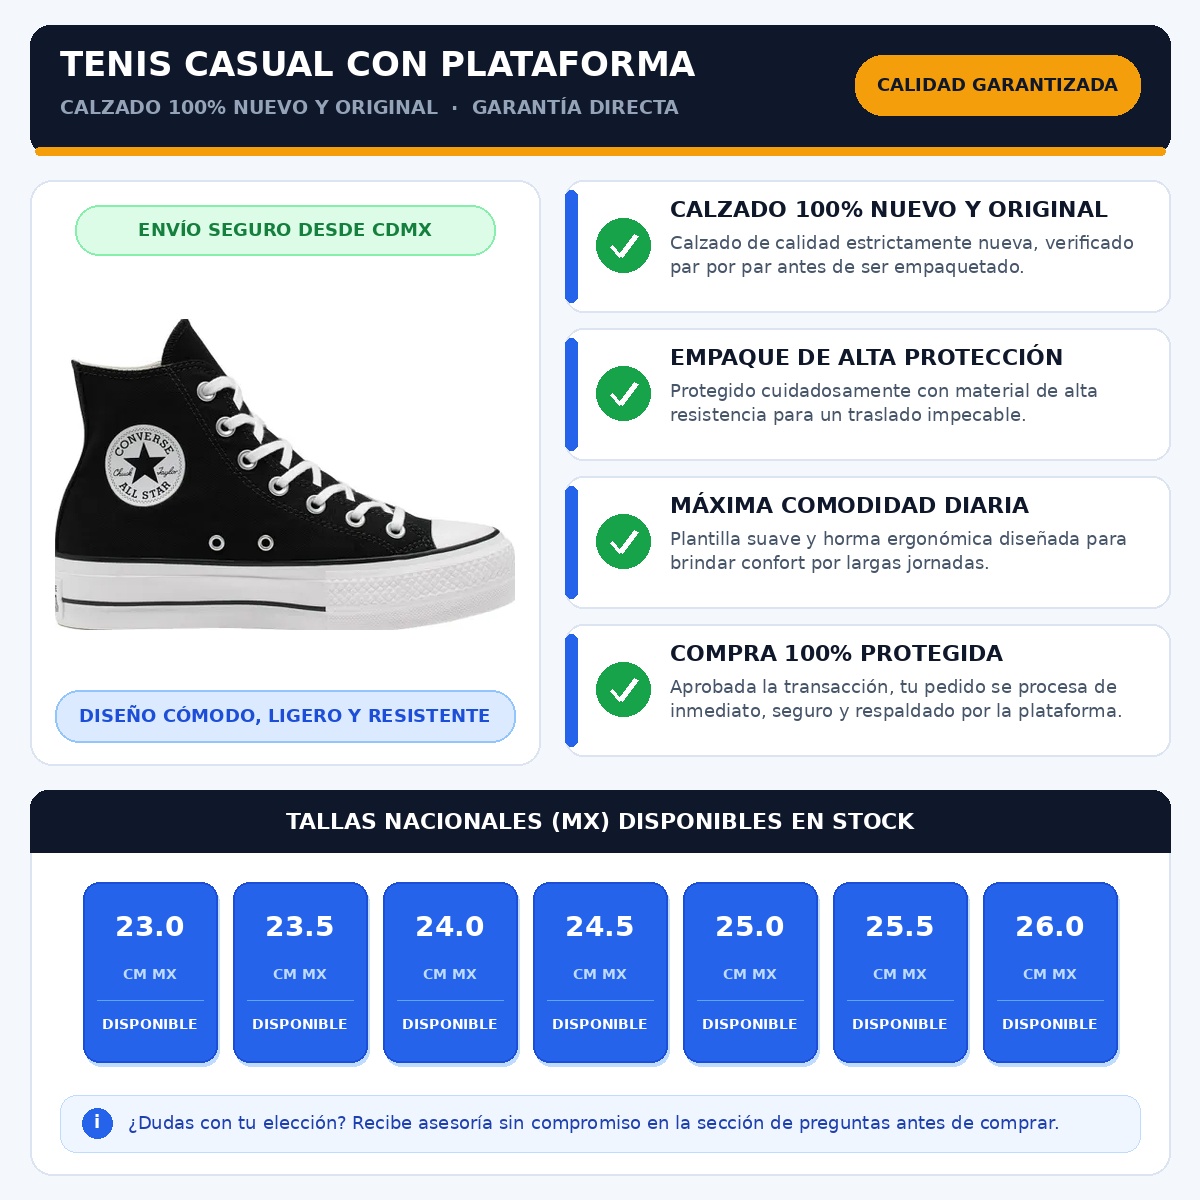 TENIS CASUAL CON PLATAFORMA
CALZADO 100% NUEVO Y ORIGINAL · GARANTÍA DIRECTA
CALIDAD GARANTIZADA
ENVÍO SEGURO DESDE CDMX
CONVERSE
Chuck Taylor
ALL STAR
DISEÑO CÓMODO, LIGERO Y RESISTENTE
CALZADO 100% NUEVO Y ORIGINAL
Calzado de calidad estrictamente nueva, verificado
par por par antes de ser empaquetado.
EMPAQUE DE ALTA PROTECCIÓN
Protegido cuidadosamente con material de alta
resistencia para un traslado impecable.
MÁXIMA COMODIDAD DIARIA
Plantilla suave y horma ergonómica diseñada para
brindar confort por largas jornadas.
COMPRA 100% PROTEGIDA
Aprobada la transacción, tu pedido se procesa de
inmediato, seguro y respaldado por la plataforma.
TALLAS NACIONALES (MX) DISPONIBLES EN STOCK
23.0 23.5 24.0 24.5 25.0 25.5 26.0
CM MX CM MX CM MX CM MX CM MX CM MX CM MX
DISPONIBLE DISPONIBLE DISPONIBLE DISPONIBLE DISPONIBLE DISPONIBLE DISPONIBLE
i ¿Dudas con tu elección? Recibe asesoría sin compromiso en la sección de preguntas antes de comprar.